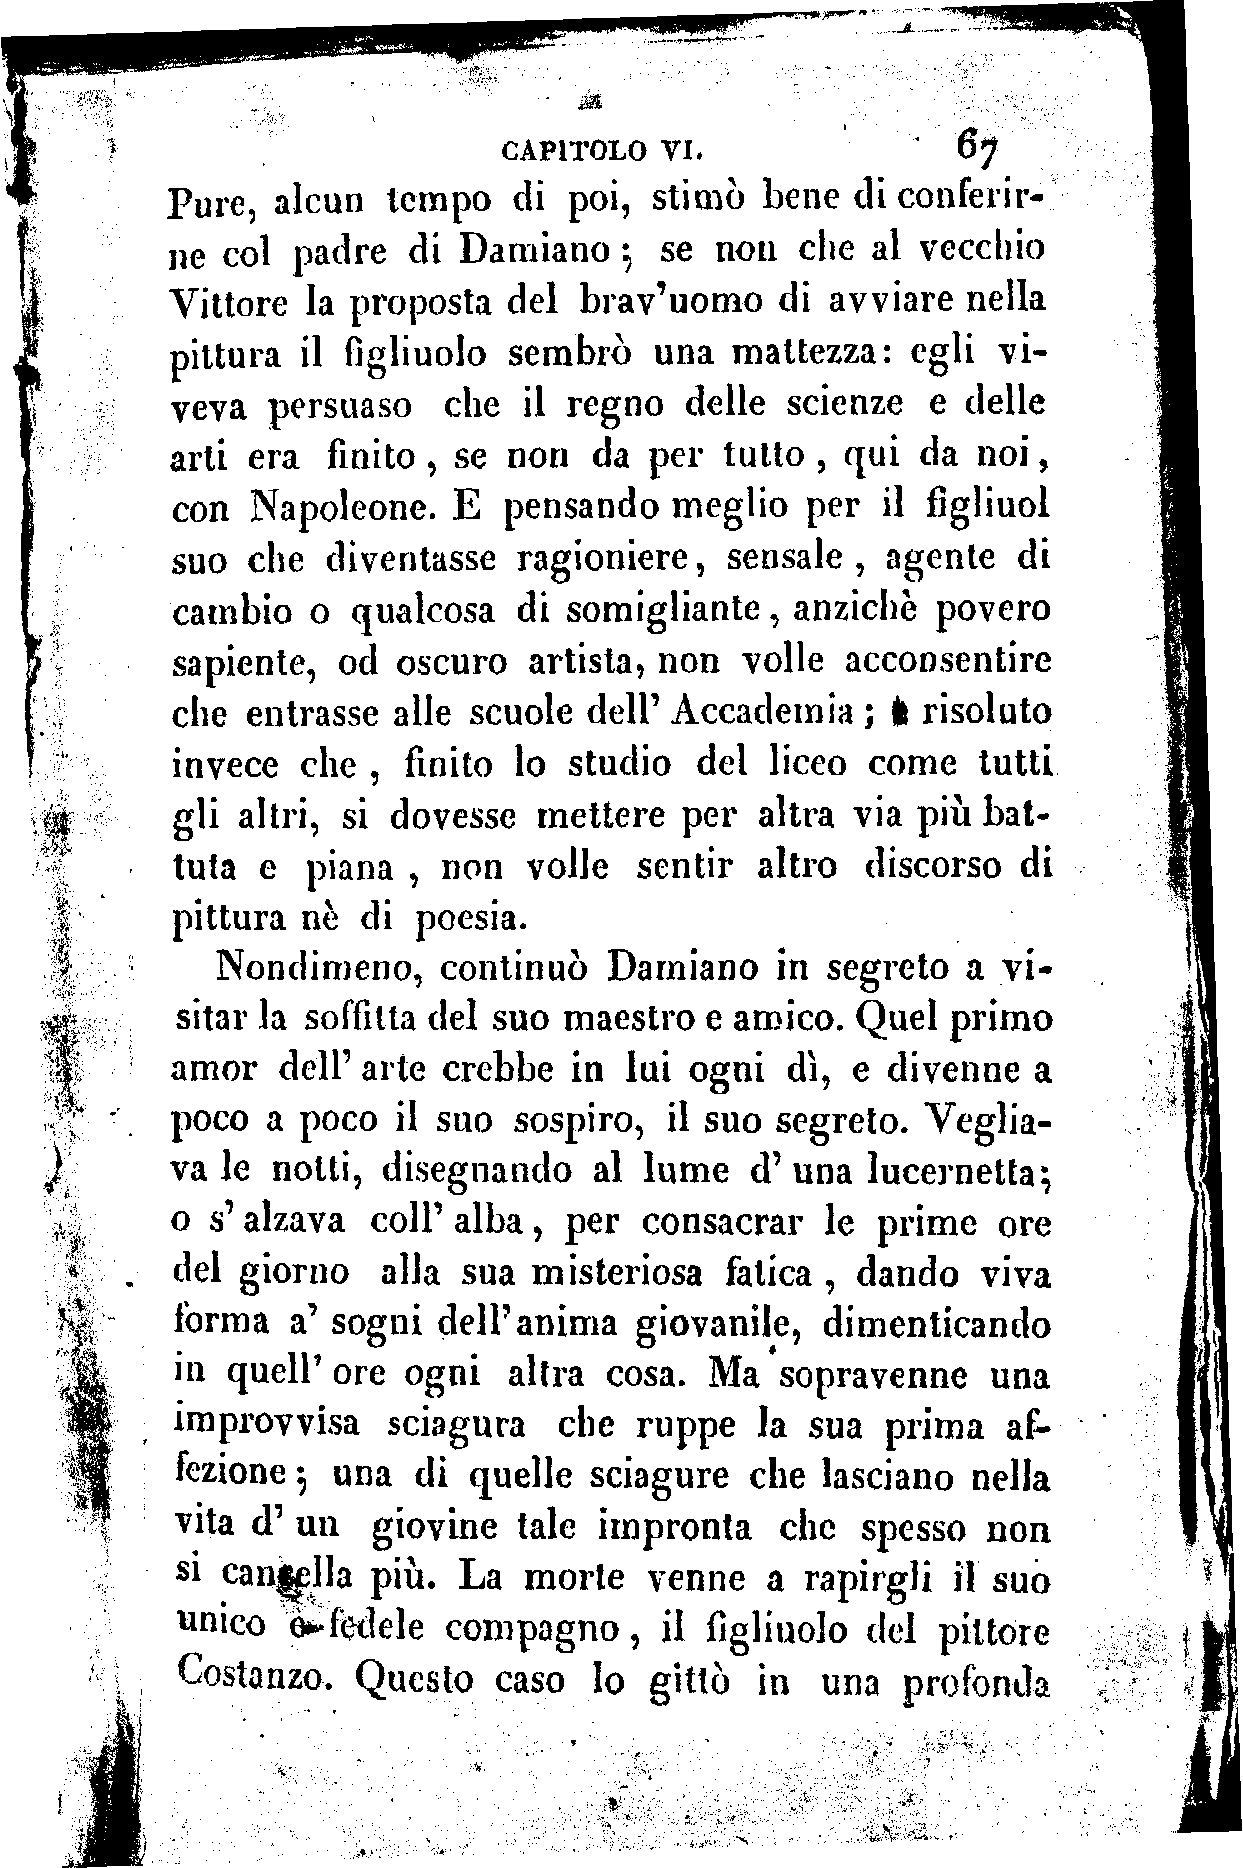 CAPITOLO VI. 67
Pure, alcun tempo di poi, stimò bene di conferir-
ne col padre di Damiano; se non che al vecchio
Vittore la proposta del brav'uomo di avviare nella
pittura il figliuolo sembrò una mattezza: egli vi-
veva persuaso che il regno delle scienze e delle
arti era finito, se non da per tutto, qui da noi,
con Napoleone. E pensando meglio per il figliuol
suo che diventasse ragioniere, sensale, agente di
cambio o qualcosa di somigliante, anzichè povero
sapiente, od oscuro artista, non volle acconsentire
che entrasse alle scuole dell' Accademia; risoluto
invece che, finito lo studio del liceo come tutti
gli altri, si dovesse mettere per altra via più bat-
tuta e piana, non volle sentir altro discorso di
pittura nè di poesia.
Nondimeno, continuò Damiano in segreto a vi-
sitar la soffitta del suo maestro e amico. Quel primo
amor dell' arte crebbe in lui ogni dì, e divenne a
poco a poco il suo sospiro, il suo segreto. Veglia-
va le notti, disegnando al lume d' una lucernetta;
o s' alzava coll' alba, per consacrar le prime ore
del giorno alla sua misteriosa fatica, dando viva
forma a' sogni dell'anima giovanile, dimenticando
in quell' ore ogni altra cosa. Ma sopravenne una
improvvisa sciagura che ruppe la sua prima af-
fezione; una di quelle sciagure che lasciano nella
vita d' un giovine tale impronta che spesso non
si cancella più. La morte venne a rapirgli il suo
unico e fedele compagno, il figliuolo del pittore
Costanzo. Questo caso lo gittò in una profonda